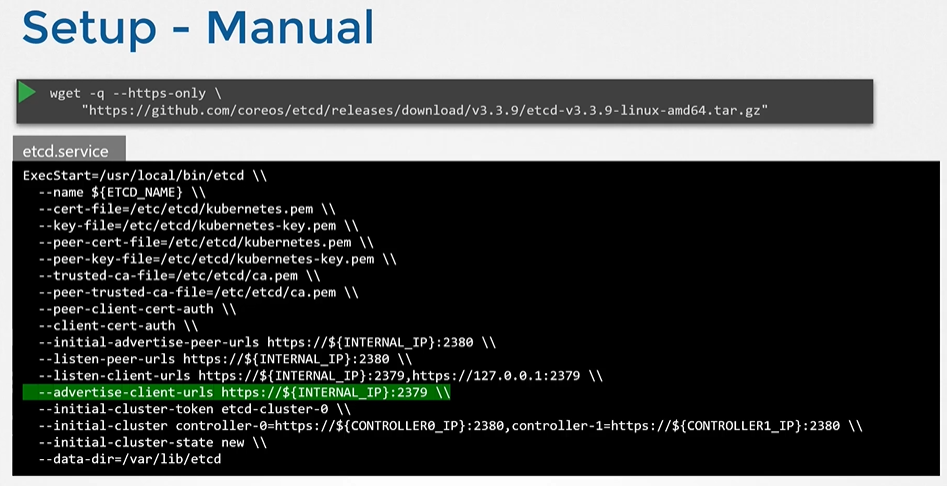 Setup - Manual
wget -q --https-only \
"https://github.com/coreos/etcd/releases/download/v3.3.9/etcd-v3.3.9-linux-amd64.tar.gz"
etcd.service
ExecStart=/usr/local/bin/etcd \\
--name ${ETCD_NAME} \\
--cert-file=/etc/etcd/kubernetes.pem \\
--key-file=/etc/etcd/kubernetes-key.pem \\
--peer-cert-file=/etc/etcd/kubernetes.pem \\
--peer-key-file=/etc/etcd/kubernetes-key.pem \\
--trusted-ca-file=/etc/etcd/ca.pem \\
--peer-trusted-ca-file=/etc/etcd/ca.pem \\
--peer-client-cert-auth \\
--client-cert-auth \\
--initial-advertise-peer-urls https://${INTERNAL_IP}:2380 \\
--listen-peer-urls https://${INTERNAL_IP}:2380 \\
--listen-client-urls https://${INTERNAL_IP}:2379,https://127.0.0.1:2379 \\
--advertise-client-urls https://${INTERNAL_IP}:2379 \\
--initial-cluster-token etcd-cluster-0 \\
--initial-cluster controller-0=https://${CONTROLLER0_IP}:2380,controller-1=https://${CONTROLLER1_IP}:2380 \\
--initial-cluster-state new \\
--data-dir=/var/lib/etcd